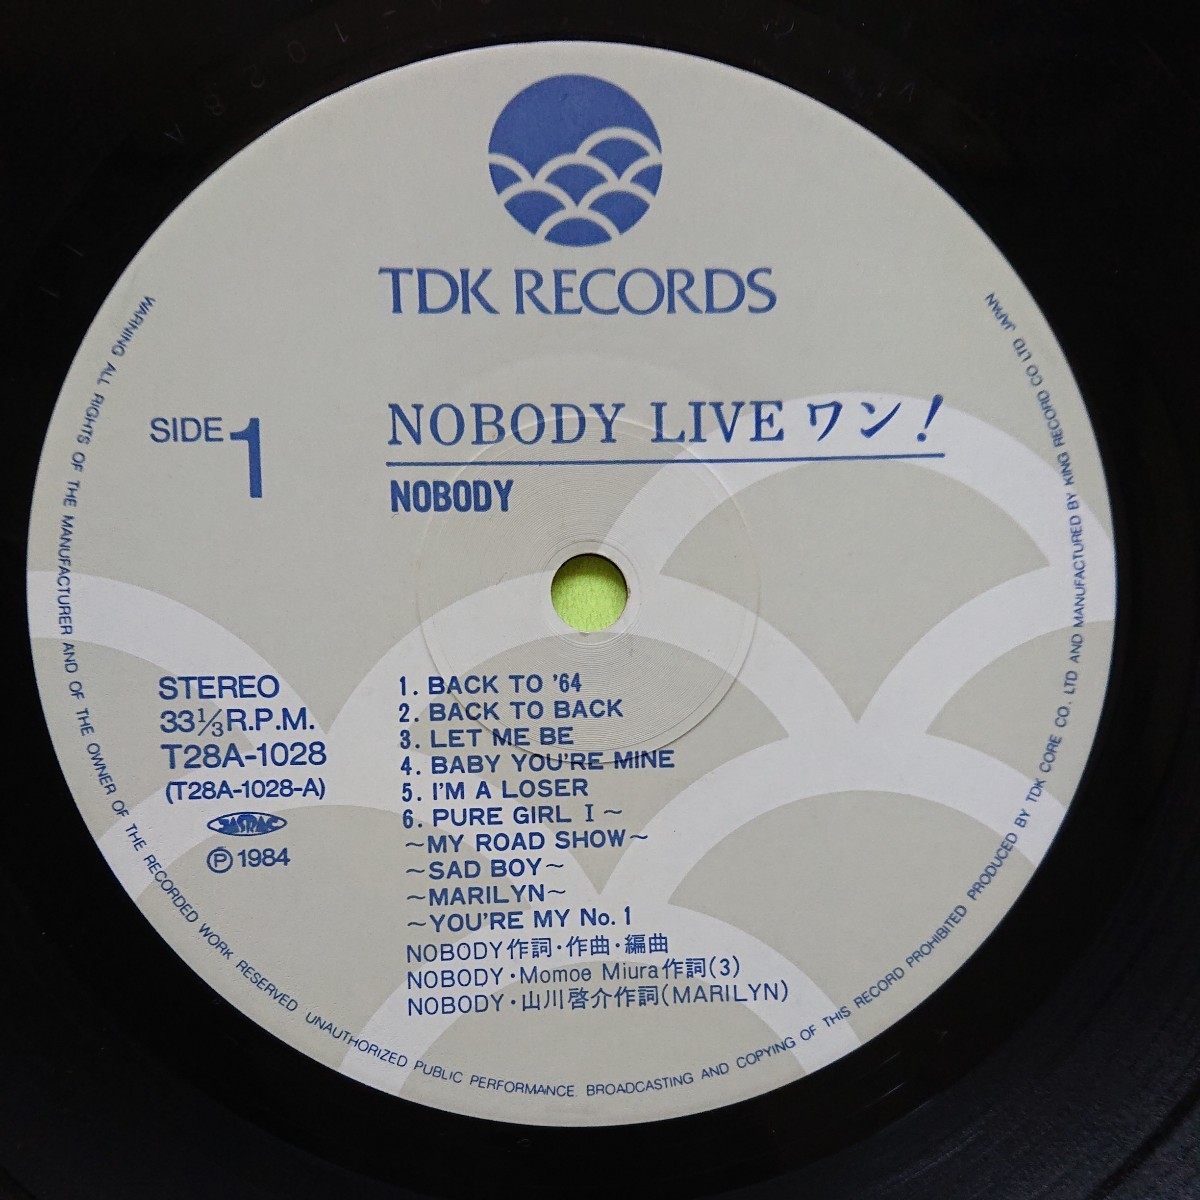 TDK RECORDS
SIDE 1
NOBODY LIVE ワン!
NOBODY
STEREO
33⅓R.P.M.
T28A-1028
(T28A-1028-A)
JASRAC
Ⓟ1984
1. BACK TO '64
2. BACK TO BACK
3. LET ME BE
4. BABY YOU'RE MINE
5. I'M A LOSER
6. PURE GIRL I~
~MY ROAD SHOW~
~SAD BOY~
~MARILYN~
~YOU'RE MY No. 1
NOBODY作詞・作曲・編曲
NOBODY・Momoe Miura作詞(3)
NOBODY・山川啓介作詞(MARILYN)
WARNING ALL RIGHTS OF THE MANUFACTURER AND OF THE OWNER OF THE RECORDED WORK RESERVED UNAUTHORIZED PUBLIC PERFORMANCE. BROADCASTING AND COPYING OF THIS RECORD PROHIBITED PRODUCED BY TDK CORE CO. LTD AND MANUFACTURED BY KING RECORD CO LTD JAPAN